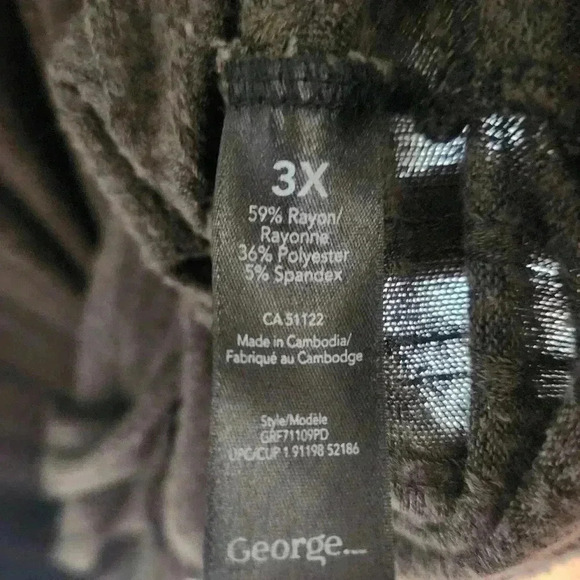 3X
59% Rayon/
Rayonne
36% Polyester
5% Spandex
CA 51122
Made in Cambodia/
Fabriqué au Cambodge
Style/Modèle
GRF71109PD
UPC/CUP 1 91198 52186
George